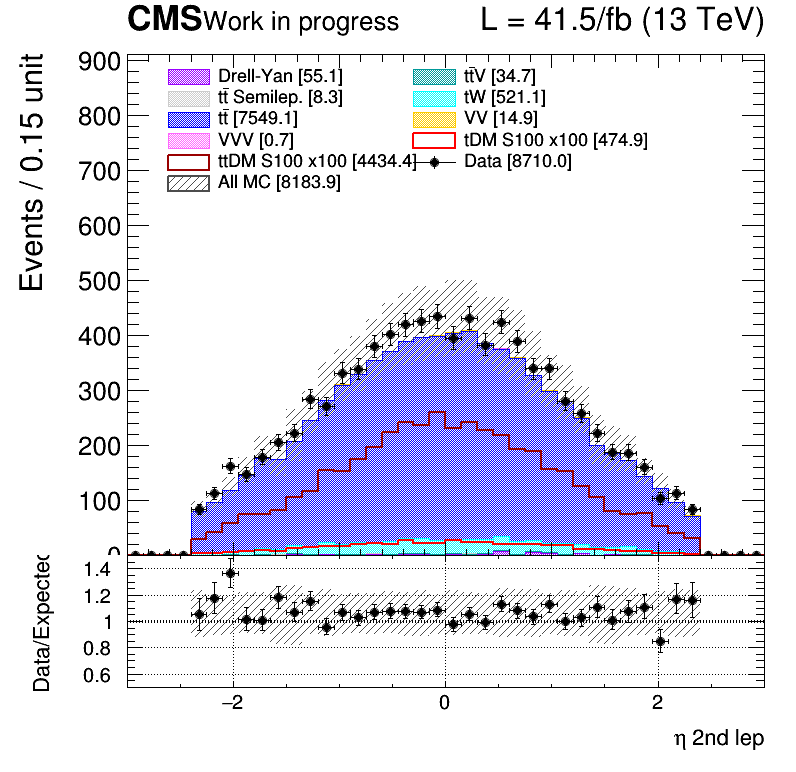 CMS Work in progress L = 41.5/fb (13 TeV)
Events / 0.15 unit
900
800
700
600
500
400
300
200
100
0
Drell-Yan [55.1] tt̄V [34.7]
tt̄ Semilep. [8.3] tW [521.1]
tt̄ [7549.1] VV [14.9]
VVV [0.7] tDM S100 x100 [474.9]
ttDM S100 x100 [4434.4] Data [8710.0]
All MC [8183.9]
Data/Expected
1.4
1.2
1
0.8
0.6
−2 0 2
η 2nd lep